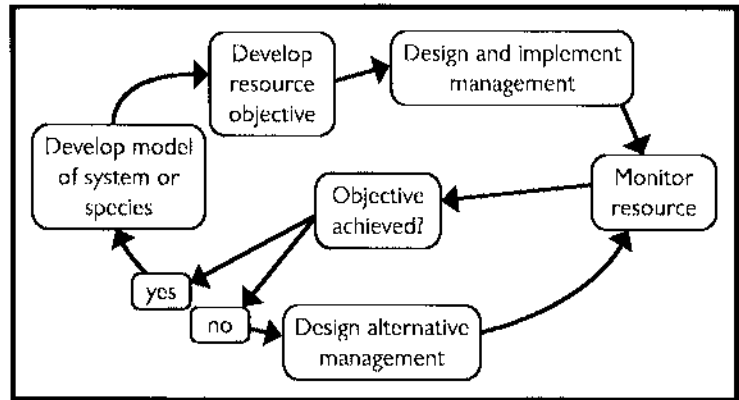 Develop
resource
objective
Design and implement
management
Develop model
of system or
species
Objective
achieved?
Monitor
resource
yes
no
Design alternative
management